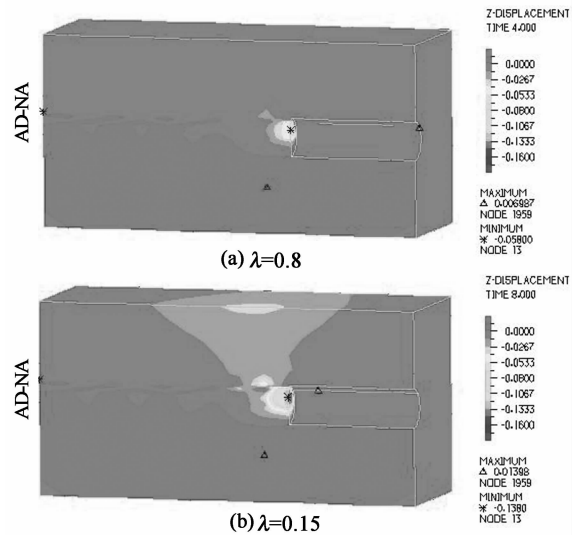 Z-DISPLACEMENT
TIME 4.000
0.0000
-0.0267
-0.0533
-0.0800
-0.1067
-0.1333
-0.1600
MAXIMUM
△ 0.006987
NODE 1959
MINIMUM
✳ -0.05800
NODE 13
AD-NA
(a) λ=0.8
Z-DISPLACEMENT
TIME 8.000
0.0000
-0.0267
-0.0533
-0.0800
-0.1067
-0.1333
-0.1600
MAXIMUM
△ 0.01398
NODE 1959
MINIMUM
✳ -0.1380
NODE 13
AD-NA
(b) λ=0.15